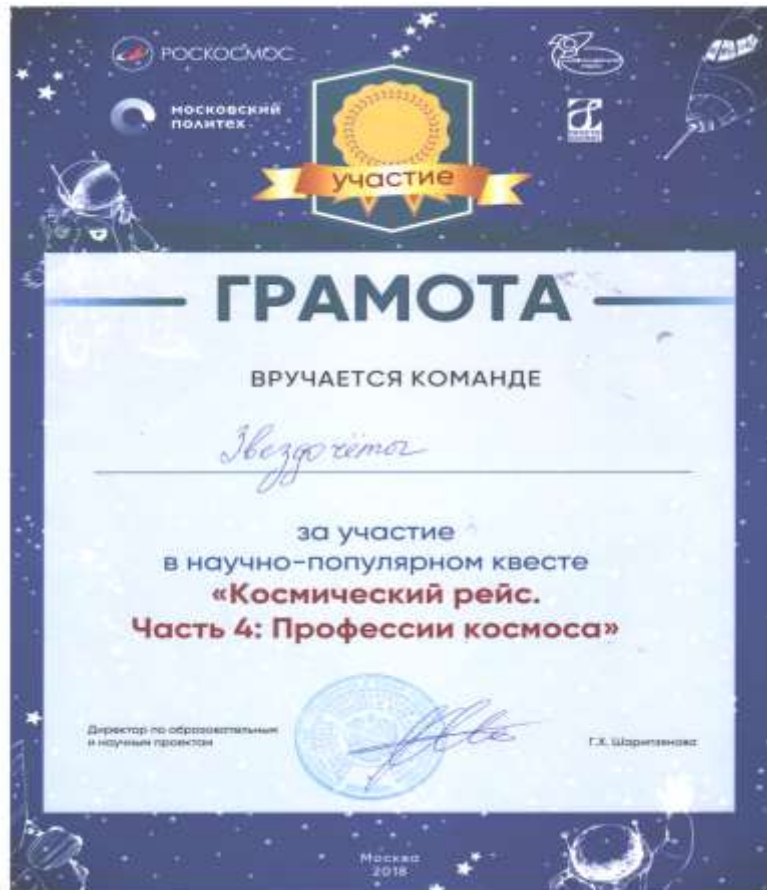 РОСКОСМОС
МОСКОВСКИЙ
ПОЛИТЕХ
участие
ГРАМОТА
ВРУЧАЕТСЯ КОМАНДЕ
Звездочёты
за участие
в научно-популярном квесте
«Космический рейс.
Часть 4: Профессии космоса»
Директор по образовательным
и научным проектам
Г.Х.
Москва
2018